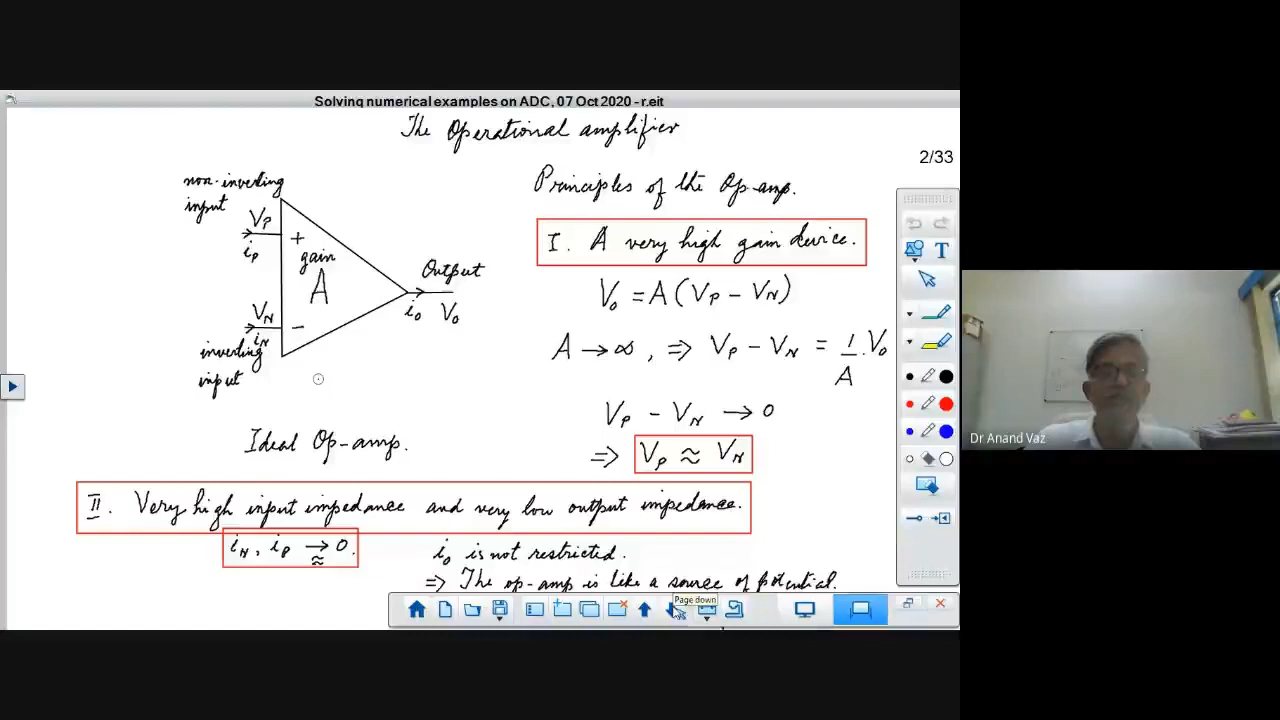 Solving numerical examples on ADC, 07 Oct 2020 - r.eit
The Operational amplifier
2/33
non-inverting
input
VP
iP
+
gain
A
VN
iN
-
inverting
input
Output
io
Vo
Ideal Op-amp.
Principles of the Op-amp.
I. A very high gain device.
Vo = A(VP - VN)
A → ∞, ⇒ VP - VN = 1/A . Vo
VP - VN → 0
⇒ VP ≈ VN
II. Very high input impedance and very low output impedance.
iN, iP → 0.
≈
io is not restricted.
⇒ The op-amp is like a source of potential.
Page down
T
Dr Anand Vaz